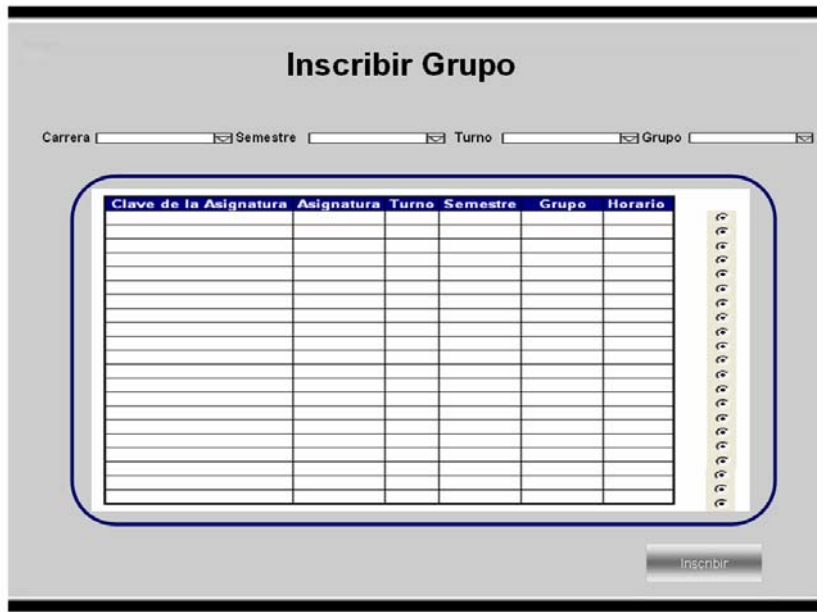 Inscribir Grupo
Carrera Semestre Turno Grupo
Clave de la Asignatura Asignatura Turno Semestre Grupo Horario
Inscribir